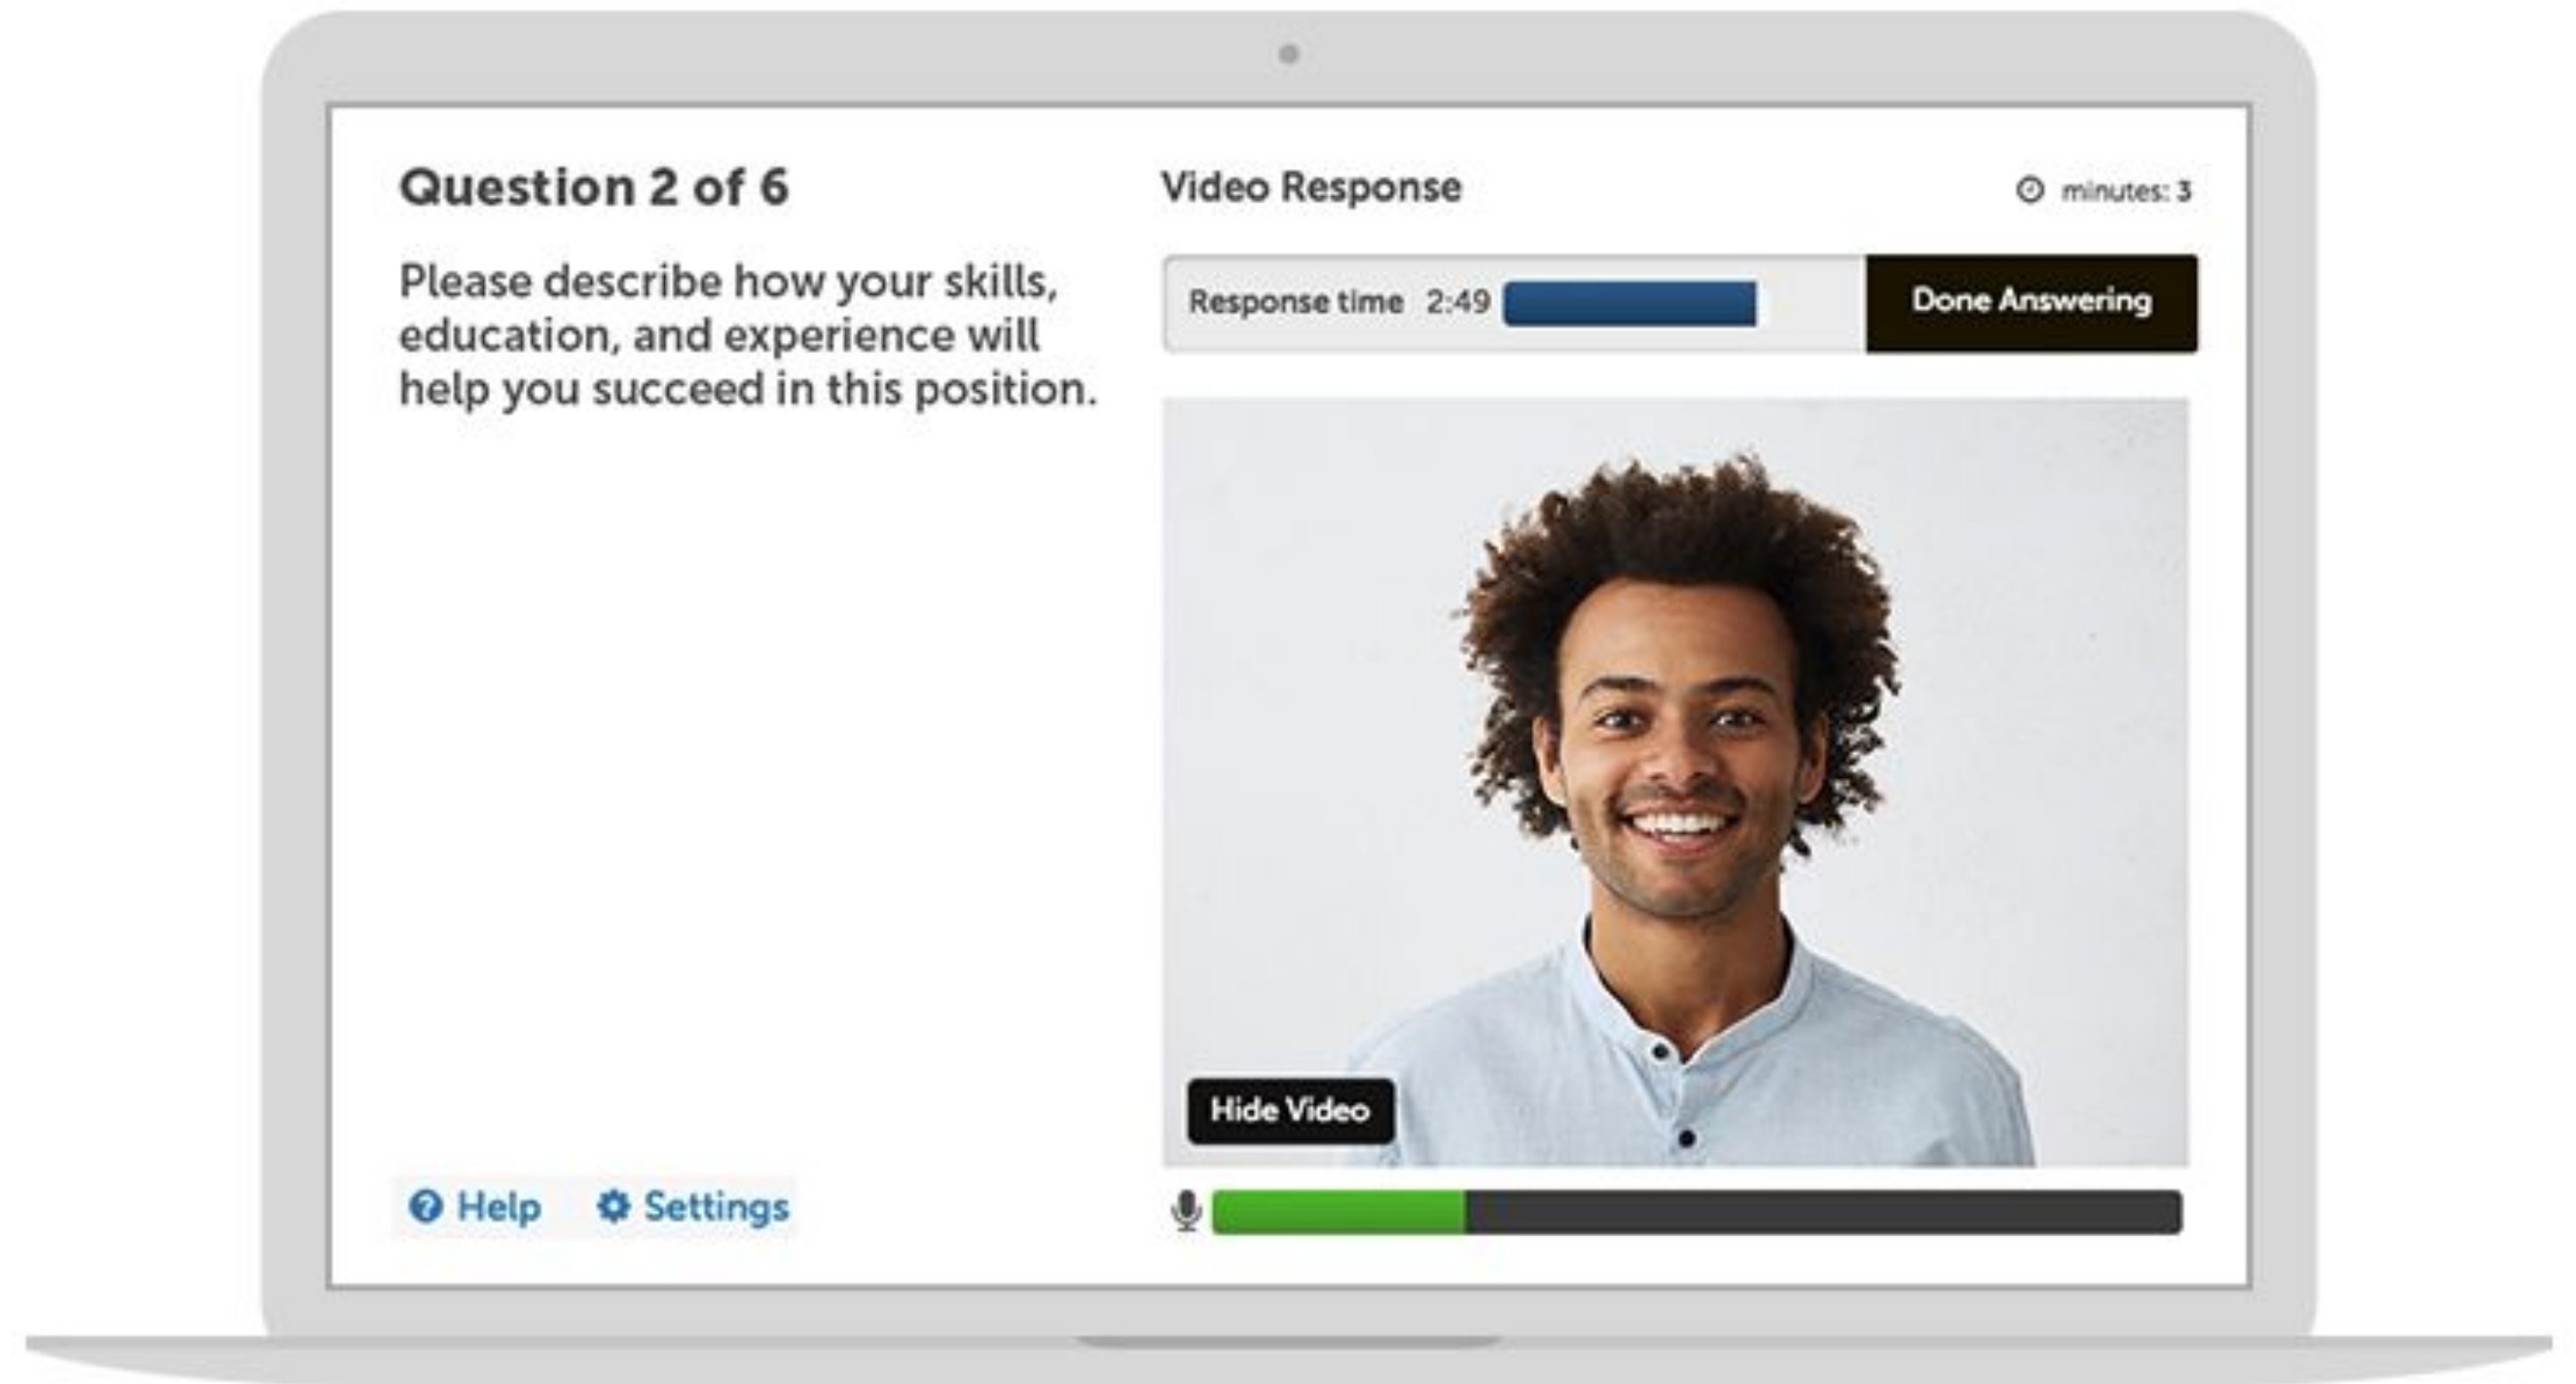 Question 2 of 6
Please describe how your skills,
education, and experience will
help you succeed in this position.
Help
Settings
Video Response
minutes: 3
Response time 2:49
Done Answering
Hide Video